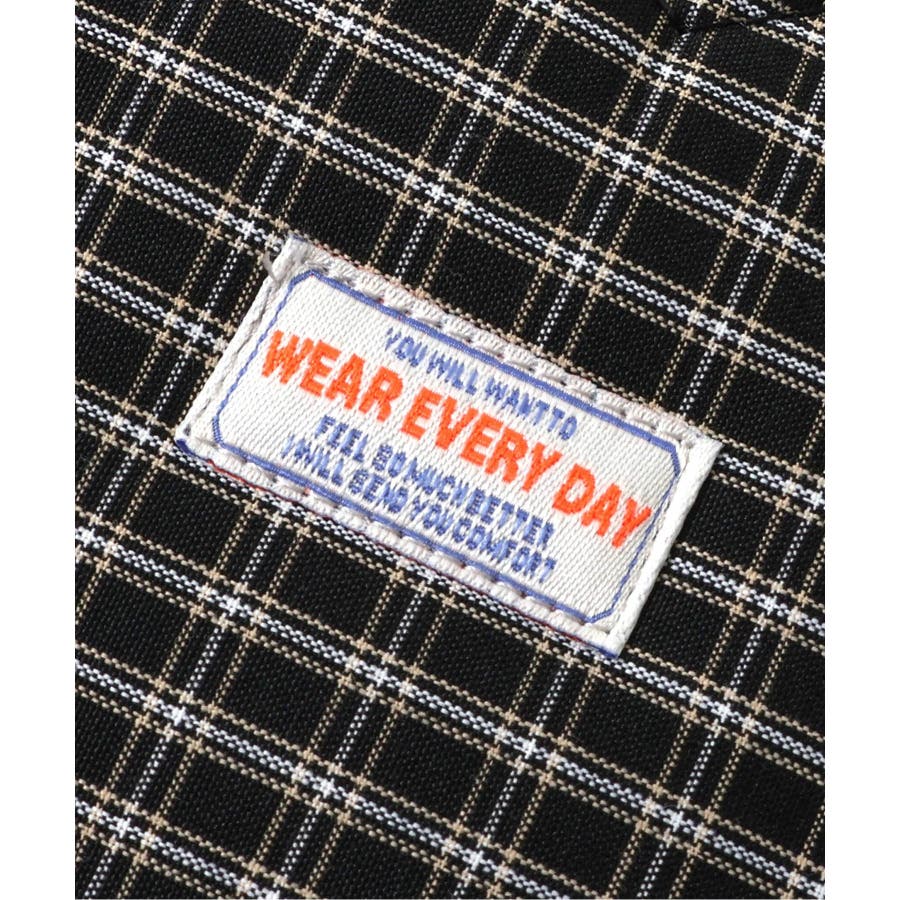 YOU WILL WANT TO
WEAR EVERY DAY
FEEL SO MUCH BETTER
I WILL SEND YOU COMFORT